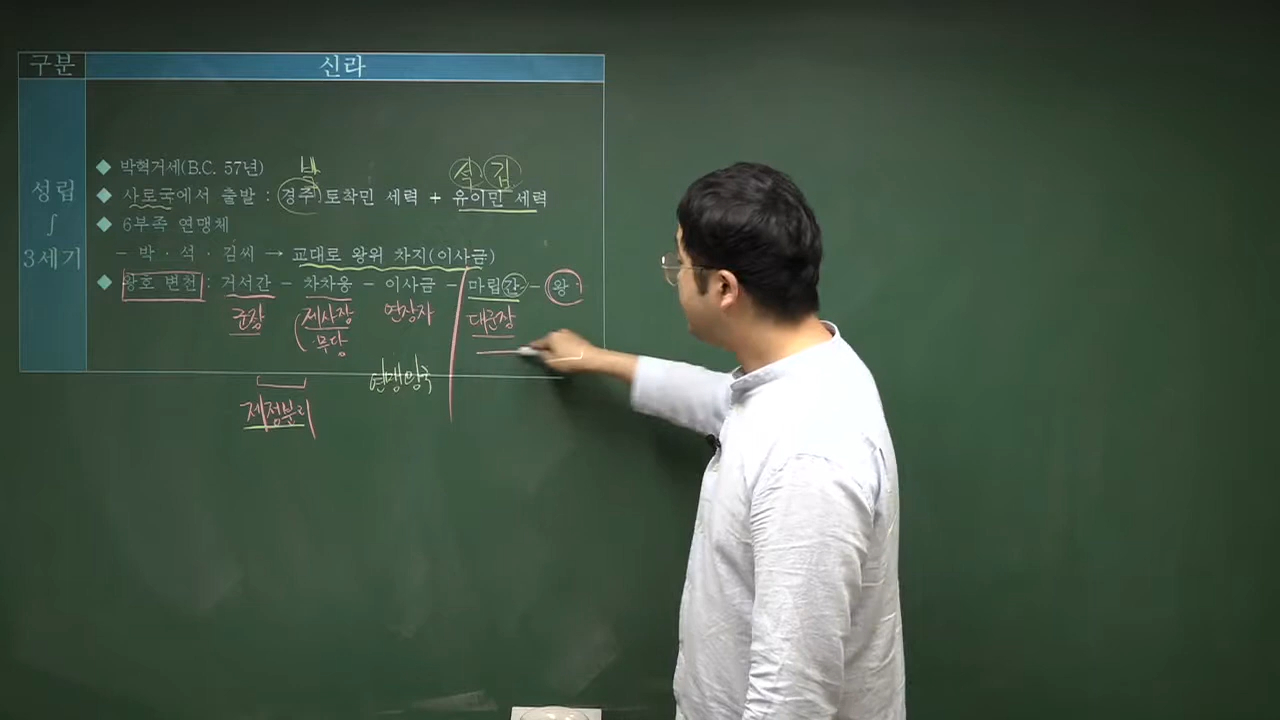 구분 신라
성립
∫
3세기
박
석 김
◆ 박혁거세(B.C. 57년)
◆ 사로국에서 출발 : 경주 토착민 세력 + 유이민 세력
◆ 6부족 연맹체
- 박 · 석 · 김씨 → 교대로 왕위 차지(이사금)
◆ 왕호 변천 : 거서간 - 차차웅 - 이사금 - 마립간 - 왕
군장 제사장 연장자 대군장
무당
연맹왕국
제정분리